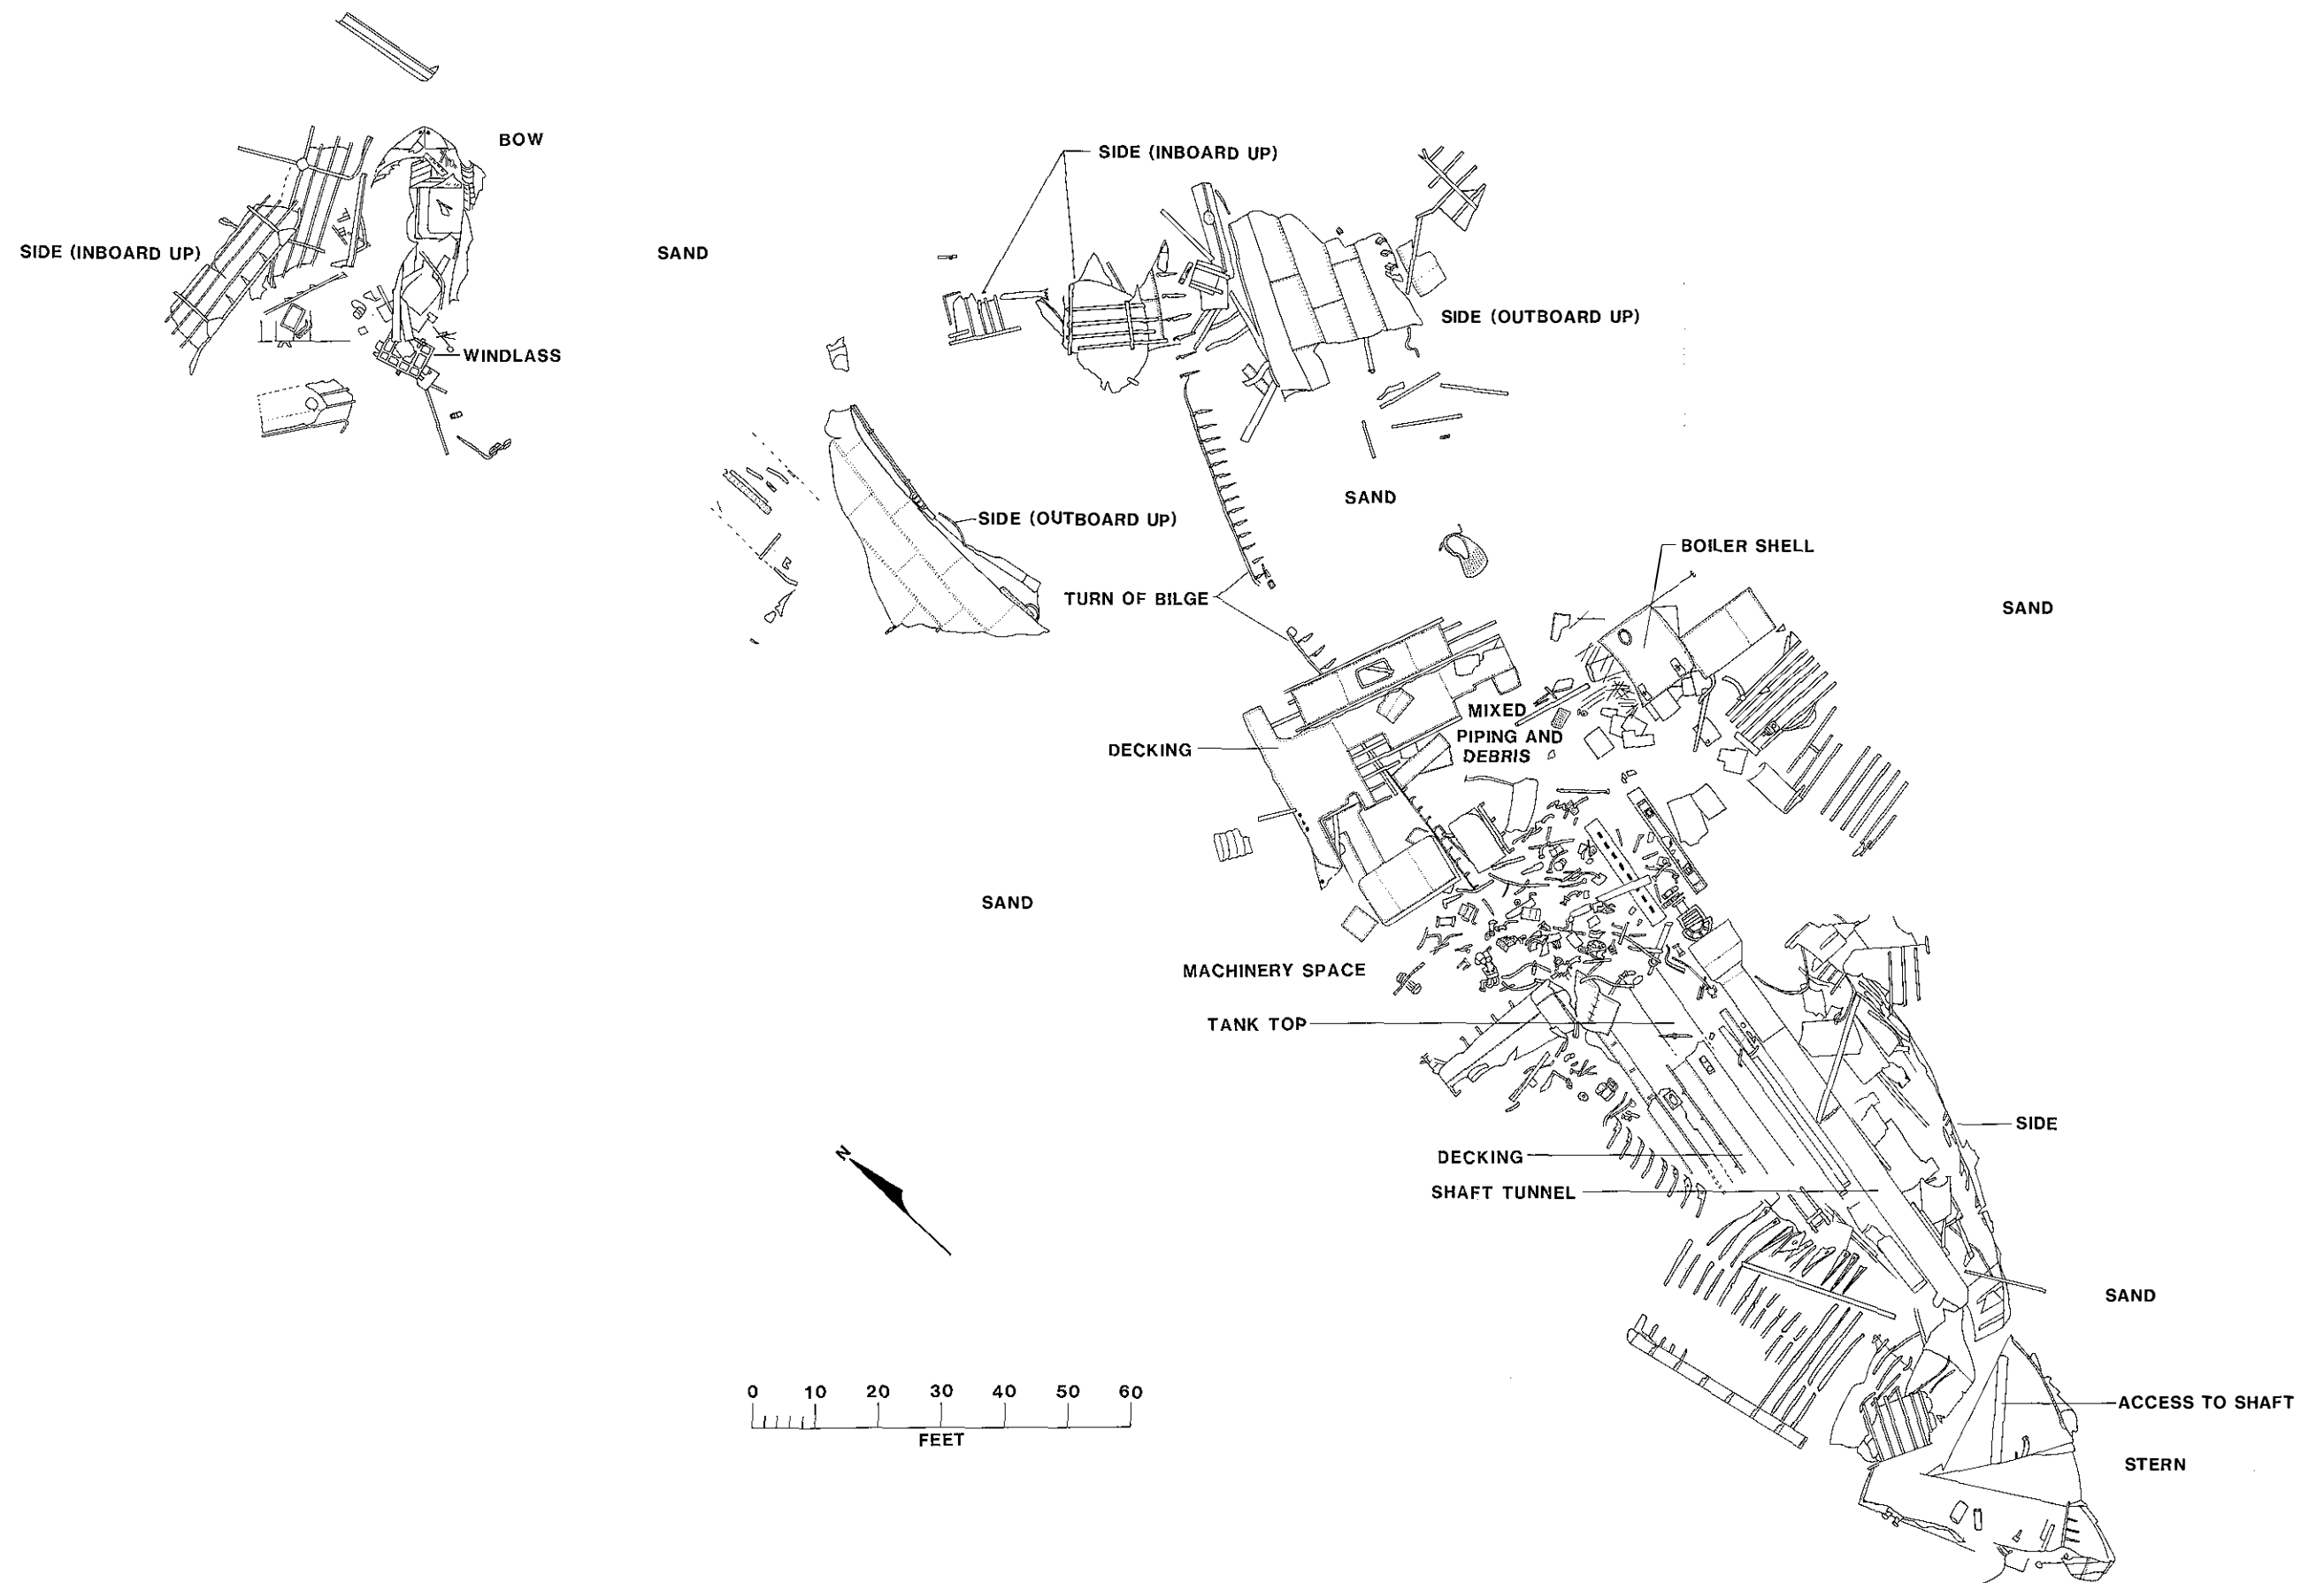 BOW
SIDE (INBOARD UP)
SIDE (INBOARD UP)
SAND
SIDE (OUTBOARD UP)
WINDLASS
SAND
SIDE (OUTBOARD UP)
BOILER SHELL
TURN OF BILGE
SAND
MIXED
PIPING AND
DEBRIS
DECKING
SAND
MACHINERY SPACE
TANK TOP
SIDE
N
DECKING
SHAFT TUNNEL
SAND
0 10 20 30 40 50 60
FEET
ACCESS TO SHAFT
STERN